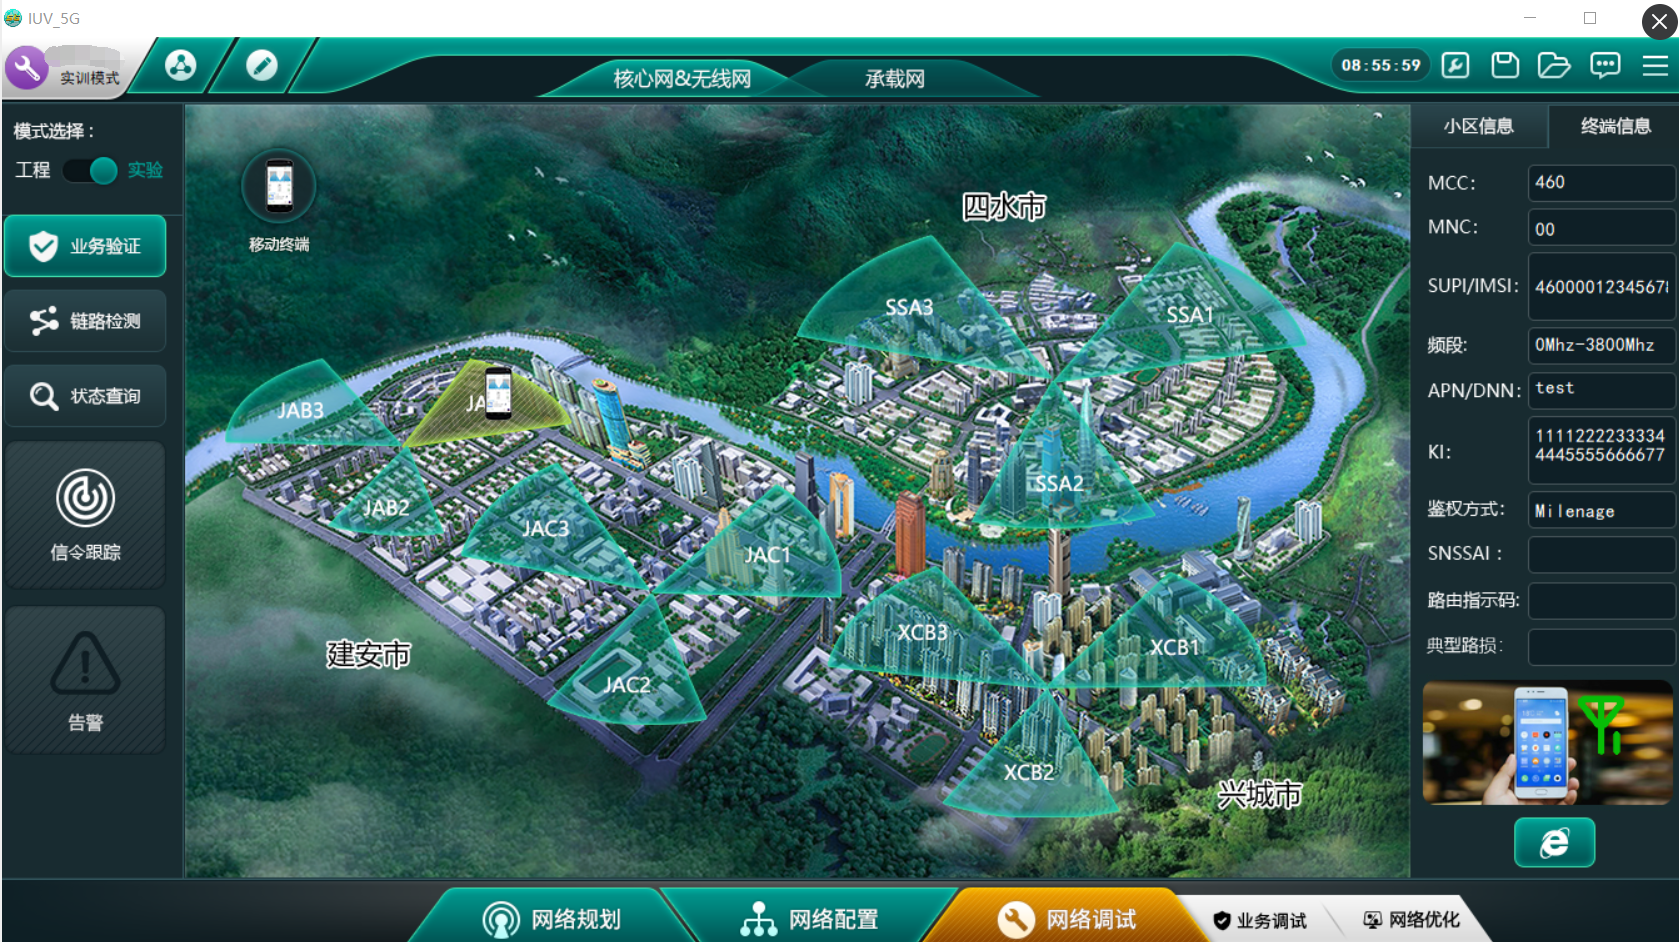 IUV_5G
实训模式
核心网&无线网
承载网
08:55:59
模式选择：
工程
实验
业务验证
链路检测
状态查询
信令跟踪
告警
移动终端
四水市
SSA3
SSA1
SSA2
JAB3
JA
JAB2
JAC3
JAC1
JAC2
建安市
XCB3
XCB1
XCB2
兴城市
小区信息
终端信息
MCC：
460
MNC：
00
SUPI/IMSI：
4600001234567
频段:
0Mhz-3800Mhz
APN/DNN：
test
KI：
1111222233334
4445555666677
鉴权方式：
Milenage
SNSSAI：
路由指示码:
典型路损：
网络规划
网络配置
网络调试
业务调试
网络优化